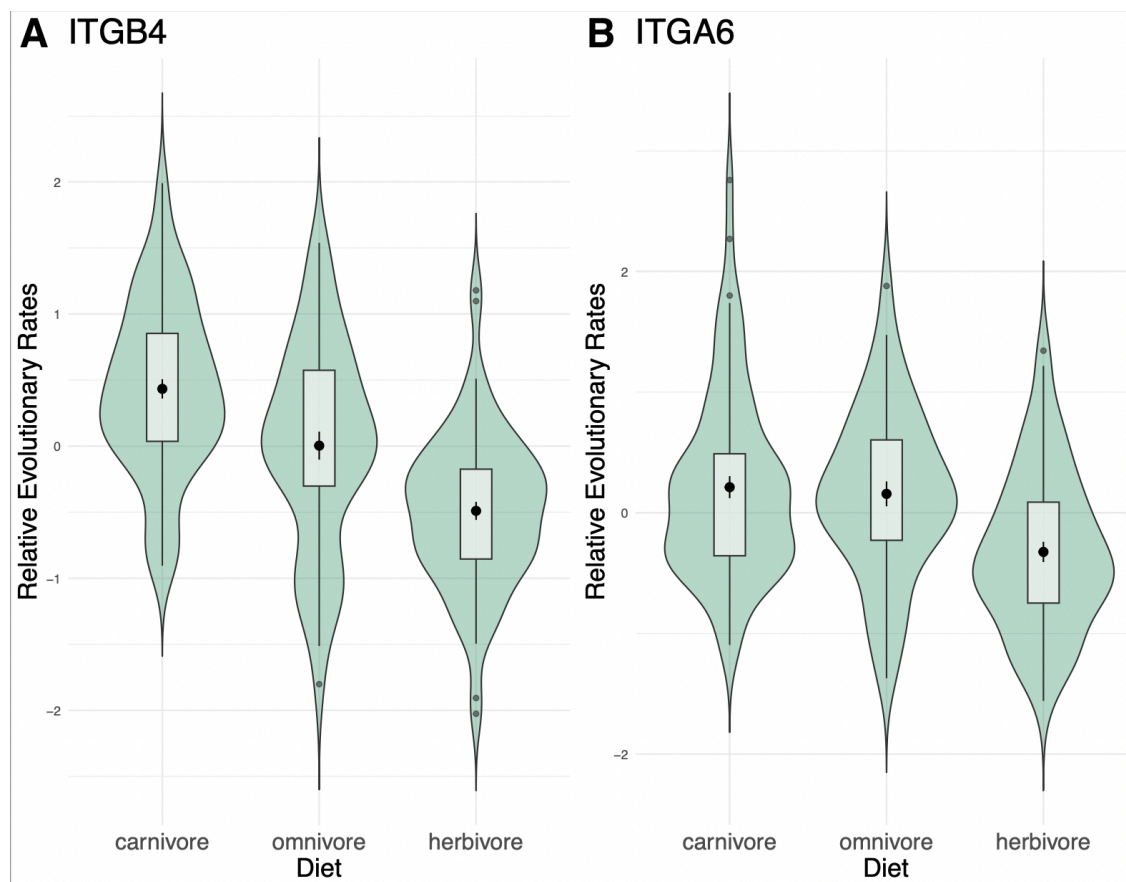 A ITGB4
Relative Evolutionary Rates
2
1
0
−1
−2
carnivore omnivore herbivore
Diet
B ITGA6
Relative Evolutionary Rates
2
0
−2
carnivore omnivore herbivore
Diet